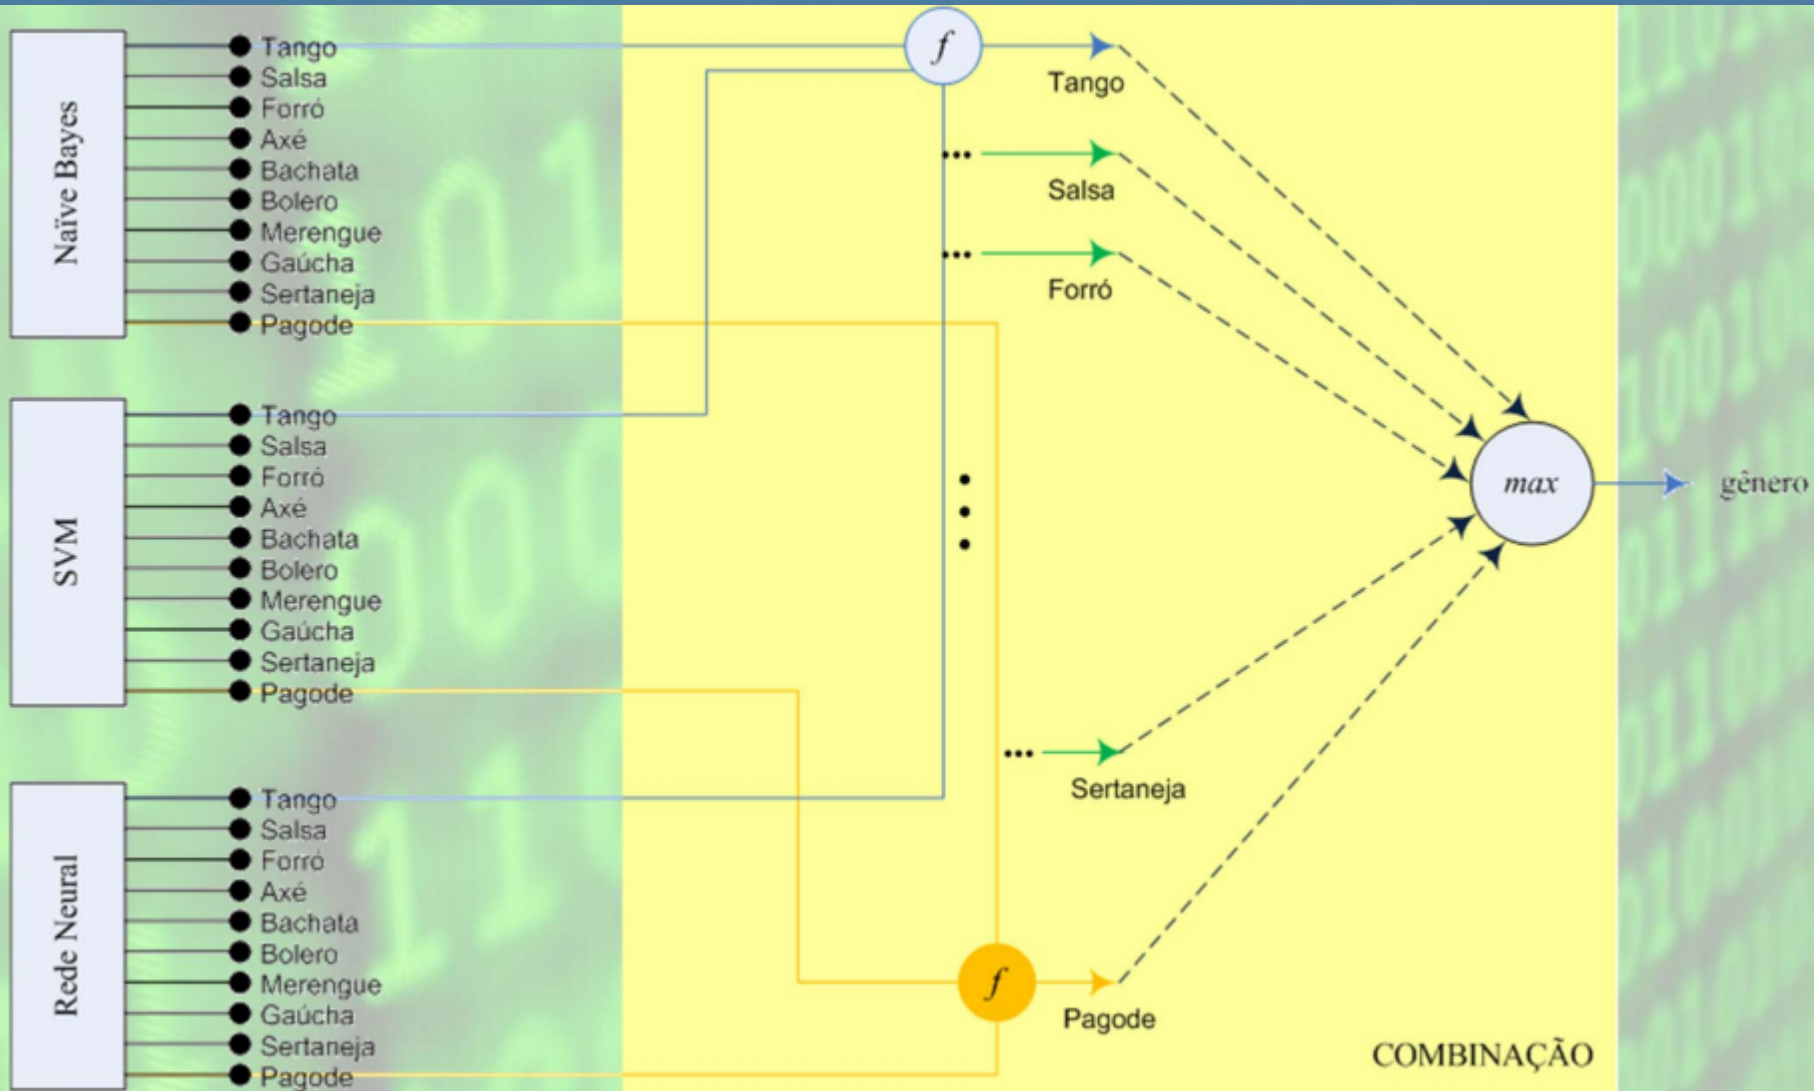 Naïve Bayes
Tango
Salsa
Forró
Axé
Bachata
Bolero
Merengue
Gaúcha
Sertaneja
Pagode
SVM
Tango
Salsa
Forró
Axé
Bachata
Bolero
Merengue
Gaúcha
Sertaneja
Pagode
Rede Neural
Tango
Salsa
Forró
Axé
Bachata
Bolero
Merengue
Gaúcha
Sertaneja
Pagode
f
Tango
...
Salsa
...
Forró
...
Sertaneja
f
Pagode
max
gênero
COMBINAÇÃO